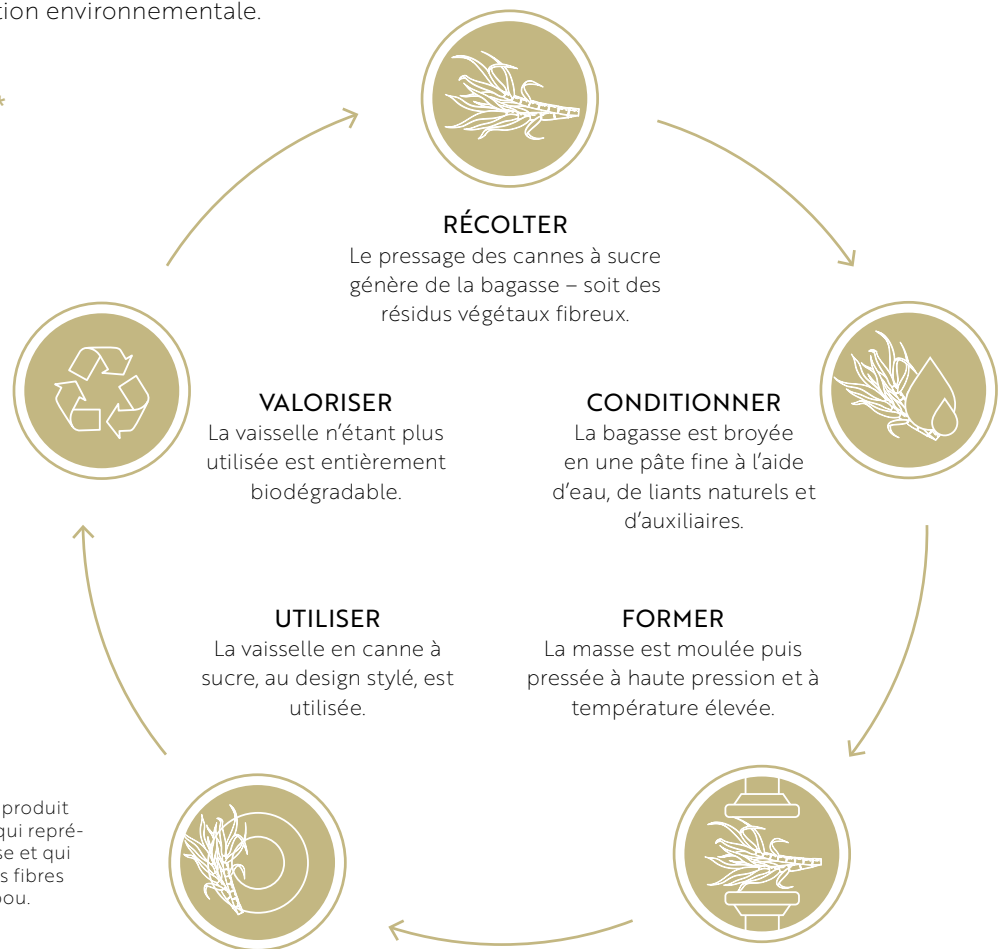 tion environnementale.
*
RÉCOLTER
Le pressage des cannes à sucre
génère de la bagasse – soit des
résidus végétaux fibreux.
VALORISER
La vaisselle n’étant plus
utilisée est entièrement
biodégradable.
CONDITIONNER
La bagasse est broyée
en une pâte fine à l’aide
d’eau, de liants naturels et
d’auxiliaires.
UTILISER
La vaisselle en canne à
sucre, au design stylé, est
utilisée.
FORMER
La masse est moulée puis
pressée à haute pression et à
température élevée.
produit
qui repré-
se et qui
s fibres
ou.